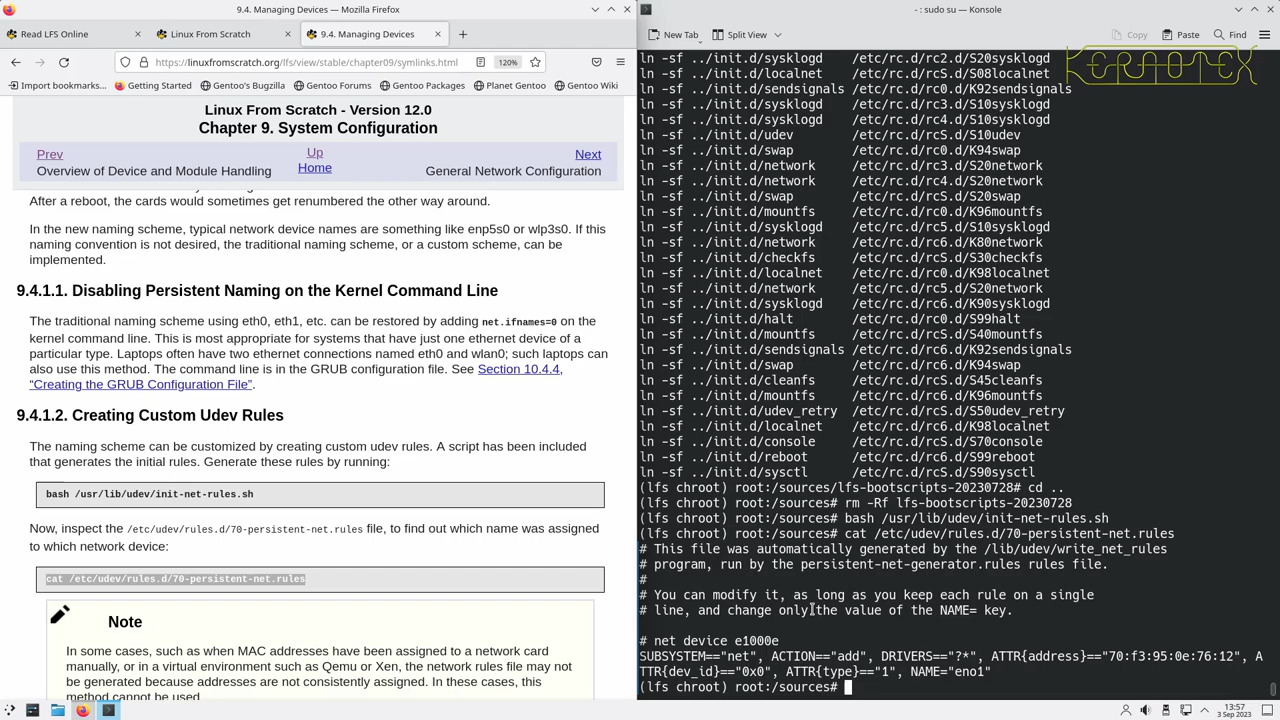 9.4. Managing Devices — Mozilla Firefox
Read LFS Online
Linux From Scratch
9.4. Managing Devices
https://linuxfromscratch.org/lfs/view/stable/chapter09/symlinks.html
120%
Import bookmarks...
Getting Started
Gentoo's Bugzilla
Gentoo Forums
Gentoo Packages
Planet Gentoo
Gentoo Wiki
Linux From Scratch - Version 12.0
Chapter 9. System Configuration
Prev
Up
Next
Overview of Device and Module Handling
Home
General Network Configuration
After a reboot, the cards would sometimes get renumbered the other way around.
In the new naming scheme, typical network device names are something like enp5s0 or wlp3s0. If this
naming convention is not desired, the traditional naming scheme, or a custom scheme, can be
implemented.
9.4.1.1. Disabling Persistent Naming on the Kernel Command Line
The traditional naming scheme using eth0, eth1, etc. can be restored by adding net.ifnames=0 on the
kernel command line. This is most appropriate for systems that have just one ethernet device of a
particular type. Laptops often have two ethernet connections named eth0 and wlan0; such laptops can
also use this method. The command line is in the GRUB configuration file. See Section 10.4.4,
“Creating the GRUB Configuration File”.
9.4.1.2. Creating Custom Udev Rules
The naming scheme can be customized by creating custom udev rules. A script has been included
that generates the initial rules. Generate these rules by running:
bash /usr/lib/udev/init-net-rules.sh
Now, inspect the /etc/udev/rules.d/70-persistent-net.rules file, to find out which name was assigned
to which network device:
cat /etc/udev/rules.d/70-persistent-net.rules
Note
In some cases, such as when MAC addresses have been assigned to a network card
manually, or in a virtual environment such as Qemu or Xen, the network rules file may not
be generated because addresses are not consistently assigned. In these cases, this
method cannot be used.
- : sudo su — Konsole
New Tab
Split View
Copy
Paste
Find
KERNOTEX
ln -sf ../init.d/sysklogd    /etc/rc.d/rc2.d/S20sysklogd
ln -sf ../init.d/localnet    /etc/rc.d/rcS.d/S08localnet
ln -sf ../init.d/sendsignals /etc/rc.d/rc0.d/K92sendsignals
ln -sf ../init.d/sysklogd    /etc/rc.d/rc3.d/S10sysklogd
ln -sf ../init.d/sysklogd    /etc/rc.d/rc4.d/S10sysklogd
ln -sf ../init.d/udev        /etc/rc.d/rcS.d/S10udev
ln -sf ../init.d/swap        /etc/rc.d/rc0.d/K94swap
ln -sf ../init.d/network     /etc/rc.d/rc3.d/S20network
ln -sf ../init.d/network     /etc/rc.d/rc4.d/S20network
ln -sf ../init.d/swap        /etc/rc.d/rcS.d/S20swap
ln -sf ../init.d/mountfs     /etc/rc.d/rc0.d/K96mountfs
ln -sf ../init.d/sysklogd    /etc/rc.d/rc5.d/S10sysklogd
ln -sf ../init.d/network     /etc/rc.d/rc6.d/K80network
ln -sf ../init.d/checkfs     /etc/rc.d/rcS.d/S30checkfs
ln -sf ../init.d/localnet    /etc/rc.d/rc0.d/K98localnet
ln -sf ../init.d/network     /etc/rc.d/rc5.d/S20network
ln -sf ../init.d/sysklogd    /etc/rc.d/rc6.d/K90sysklogd
ln -sf ../init.d/halt        /etc/rc.d/rc0.d/S99halt
ln -sf ../init.d/mountfs     /etc/rc.d/rcS.d/S40mountfs
ln -sf ../init.d/sendsignals /etc/rc.d/rc6.d/K92sendsignals
ln -sf ../init.d/swap        /etc/rc.d/rc6.d/K94swap
ln -sf ../init.d/cleanfs     /etc/rc.d/rcS.d/S45cleanfs
ln -sf ../init.d/mountfs     /etc/rc.d/rc6.d/K96mountfs
ln -sf ../init.d/udev_retry  /etc/rc.d/rcS.d/S50udev_retry
ln -sf ../init.d/localnet    /etc/rc.d/rc6.d/K98localnet
ln -sf ../init.d/console     /etc/rc.d/rcS.d/S70console
ln -sf ../init.d/reboot      /etc/rc.d/rc6.d/S99reboot
ln -sf ../init.d/sysctl      /etc/rc.d/rcS.d/S90sysctl
(lfs chroot) root:/sources/lfs-bootscripts-20230728# cd ..
(lfs chroot) root:/sources# rm -Rf lfs-bootscripts-20230728
(lfs chroot) root:/sources# bash /usr/lib/udev/init-net-rules.sh
(lfs chroot) root:/sources# cat /etc/udev/rules.d/70-persistent-net.rules
# This file was automatically generated by the /lib/udev/write_net_rules
# program, run by the persistent-net-generator.rules rules file.
#
# You can modify it, as long as you keep each rule on a single
# line, and change only the value of the NAME= key.
# net device e1000e
SUBSYSTEM=="net", ACTION=="add", DRIVERS=="?*", ATTR{address}=="70:f3:95:0e:76:12", A
TTR{dev_id}=="0x0", ATTR{type}=="1", NAME="eno1"
(lfs chroot) root:/sources#
13:57
3 Sep 2023